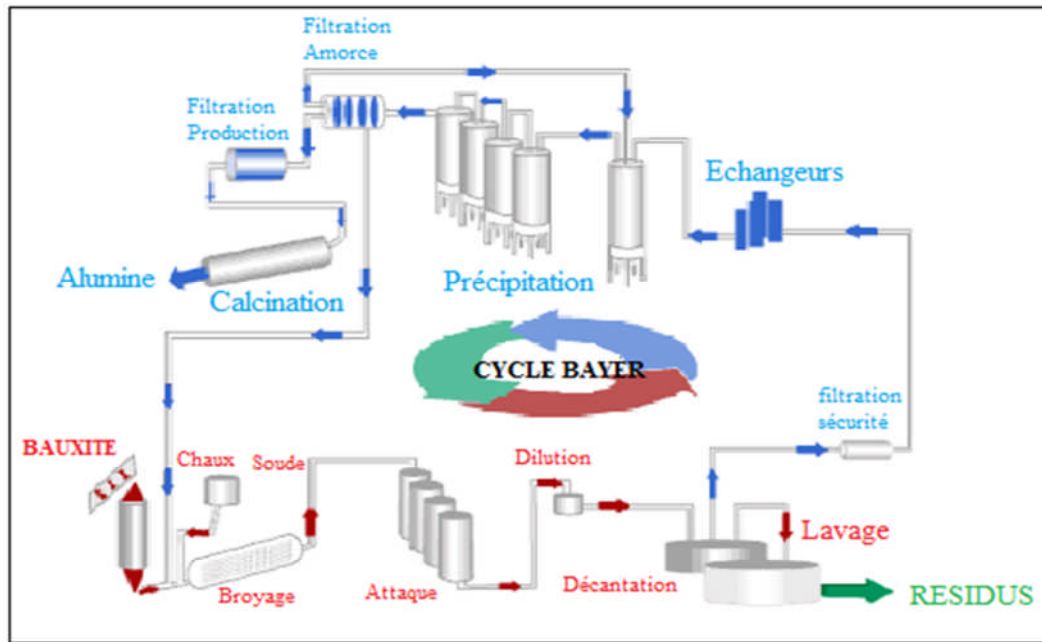 Filtration
Amorce
Filtration
Production
Echangeurs
Alumine
Calcination
Précipitation
CYCLE BAYER
filtration
sécurité
BAUXITE
Chaux
Soude
Dilution
Lavage
Broyage
Attaque
Décantation
RESIDUS